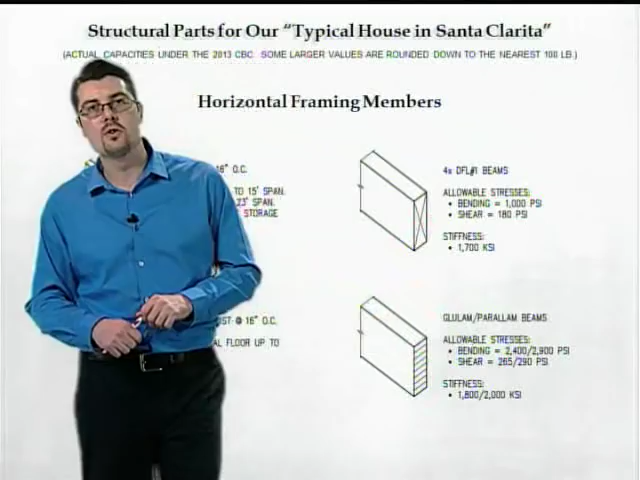 Structural Parts for Our “Typical House in Santa Clarita”
(ACTUAL CAPACITIES UNDER THE 2013 CBC. SOME LARGER VALUES ARE ROUNDED DOWN TO THE NEAREST 100 LB.)
Horizontal Framing Members
16" O.C.
TO 15' SPAN.
23' SPAN.
STORAGE
4x DFL#1 BEAMS
ALLOWABLE STRESSES:
• BENDING = 1,000 PSI
• SHEAR = 180 PSI
STIFFNESS:
• 1,700 KSI
@ 16" O.C.
FLOOR UP TO
GLULAM/PARALLAM BEAMS
ALLOWABLE STRESSES:
• BENDING = 2,400/2,900 PSI
• SHEAR = 265/290 PSI
STIFFNESS:
• 1,800/2,000 KSI